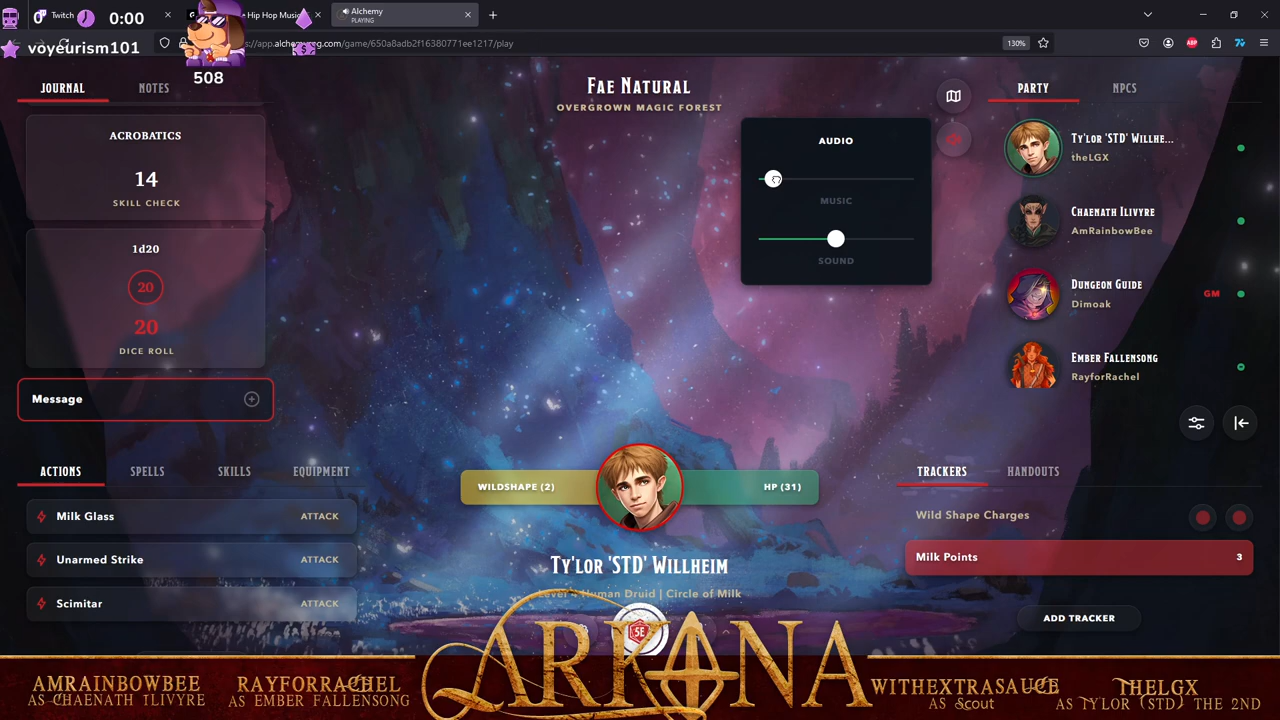 Twitch
0:00
Hip Hop Music
Alchemy
PLAYING
voyeurism101
508
/game/650a8adb2f16380771ee1217/play
130%
ABP
JOURNAL
NOTES
ACROBATICS
14
SKILL CHECK
1d20
20
20
DICE ROLL
Message
FAE NATURAL
OVERGROWN MAGIC FOREST
AUDIO
MUSIC
SOUND
PARTY
NPCS
TY'LOR 'STD' WILLHE...
theLGX
CHAENATH ILIVYRE
AmRainbowBee
DUNGEON GUIDE
Dimoak
GM
EMBER FALLENSONG
RayforRachel
ACTIONS
SPELLS
SKILLS
EQUIPMENT
Milk Glass
ATTACK
Unarmed Strike
ATTACK
Scimitar
ATTACK
WILDSHAPE (2)
HP (31)
TY'LOR 'STD' WILLHEIM
Human Druid | Circle of Milk
5E
TRACKERS
HANDOUTS
Wild Shape Charges
Milk Points
3
ADD TRACKER
ARKANA
AMRAINBOWBEE
AS CHAENATH ILIVYRE
RAYFORRACHEL
AS EMBER FALLENSONG
WITHEXTRASAUCE
AS SCOUT
THELGX
AS TY'LOR (STD) THE 2ND